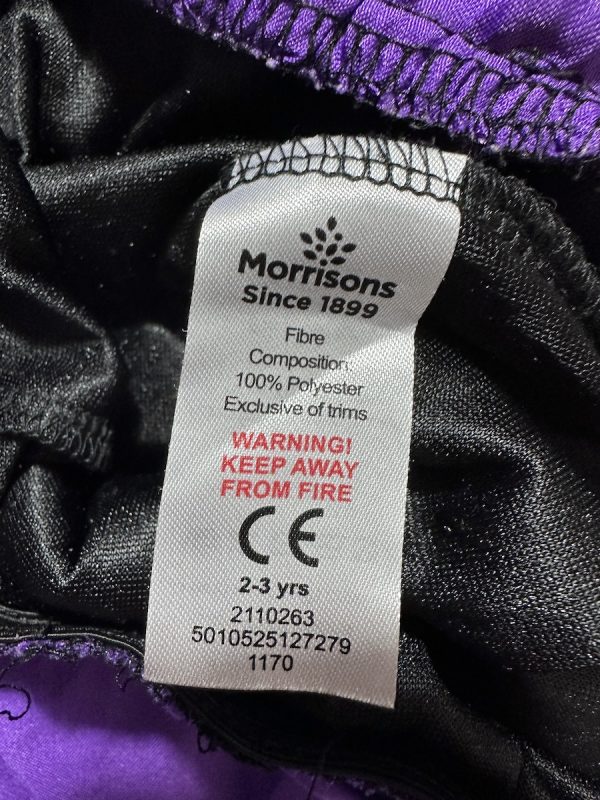 Morrisons
Since 1899
Fibre
Composition:
100% Polyester
Exclusive of trims
WARNING!
KEEP AWAY
FROM FIRE
CE
2-3 yrs
2110263
5010525127279
1170